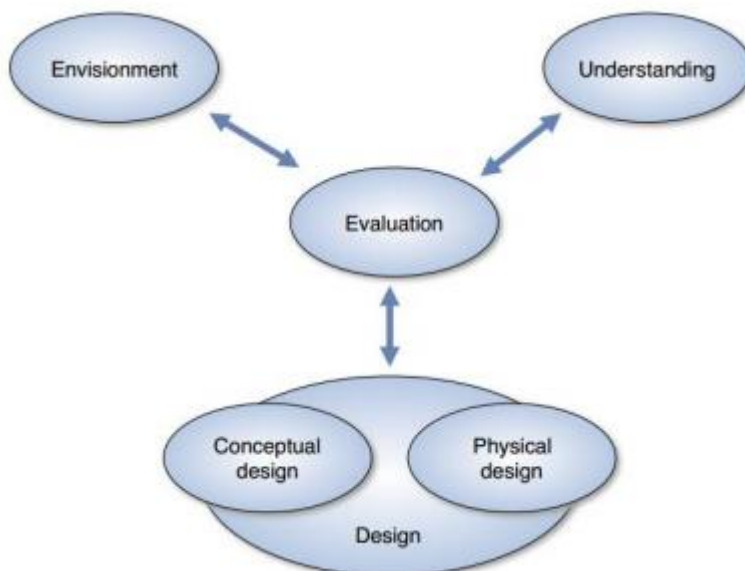 Envisionment
Understanding
Evaluation
Conceptual
design
Physical
design
Design